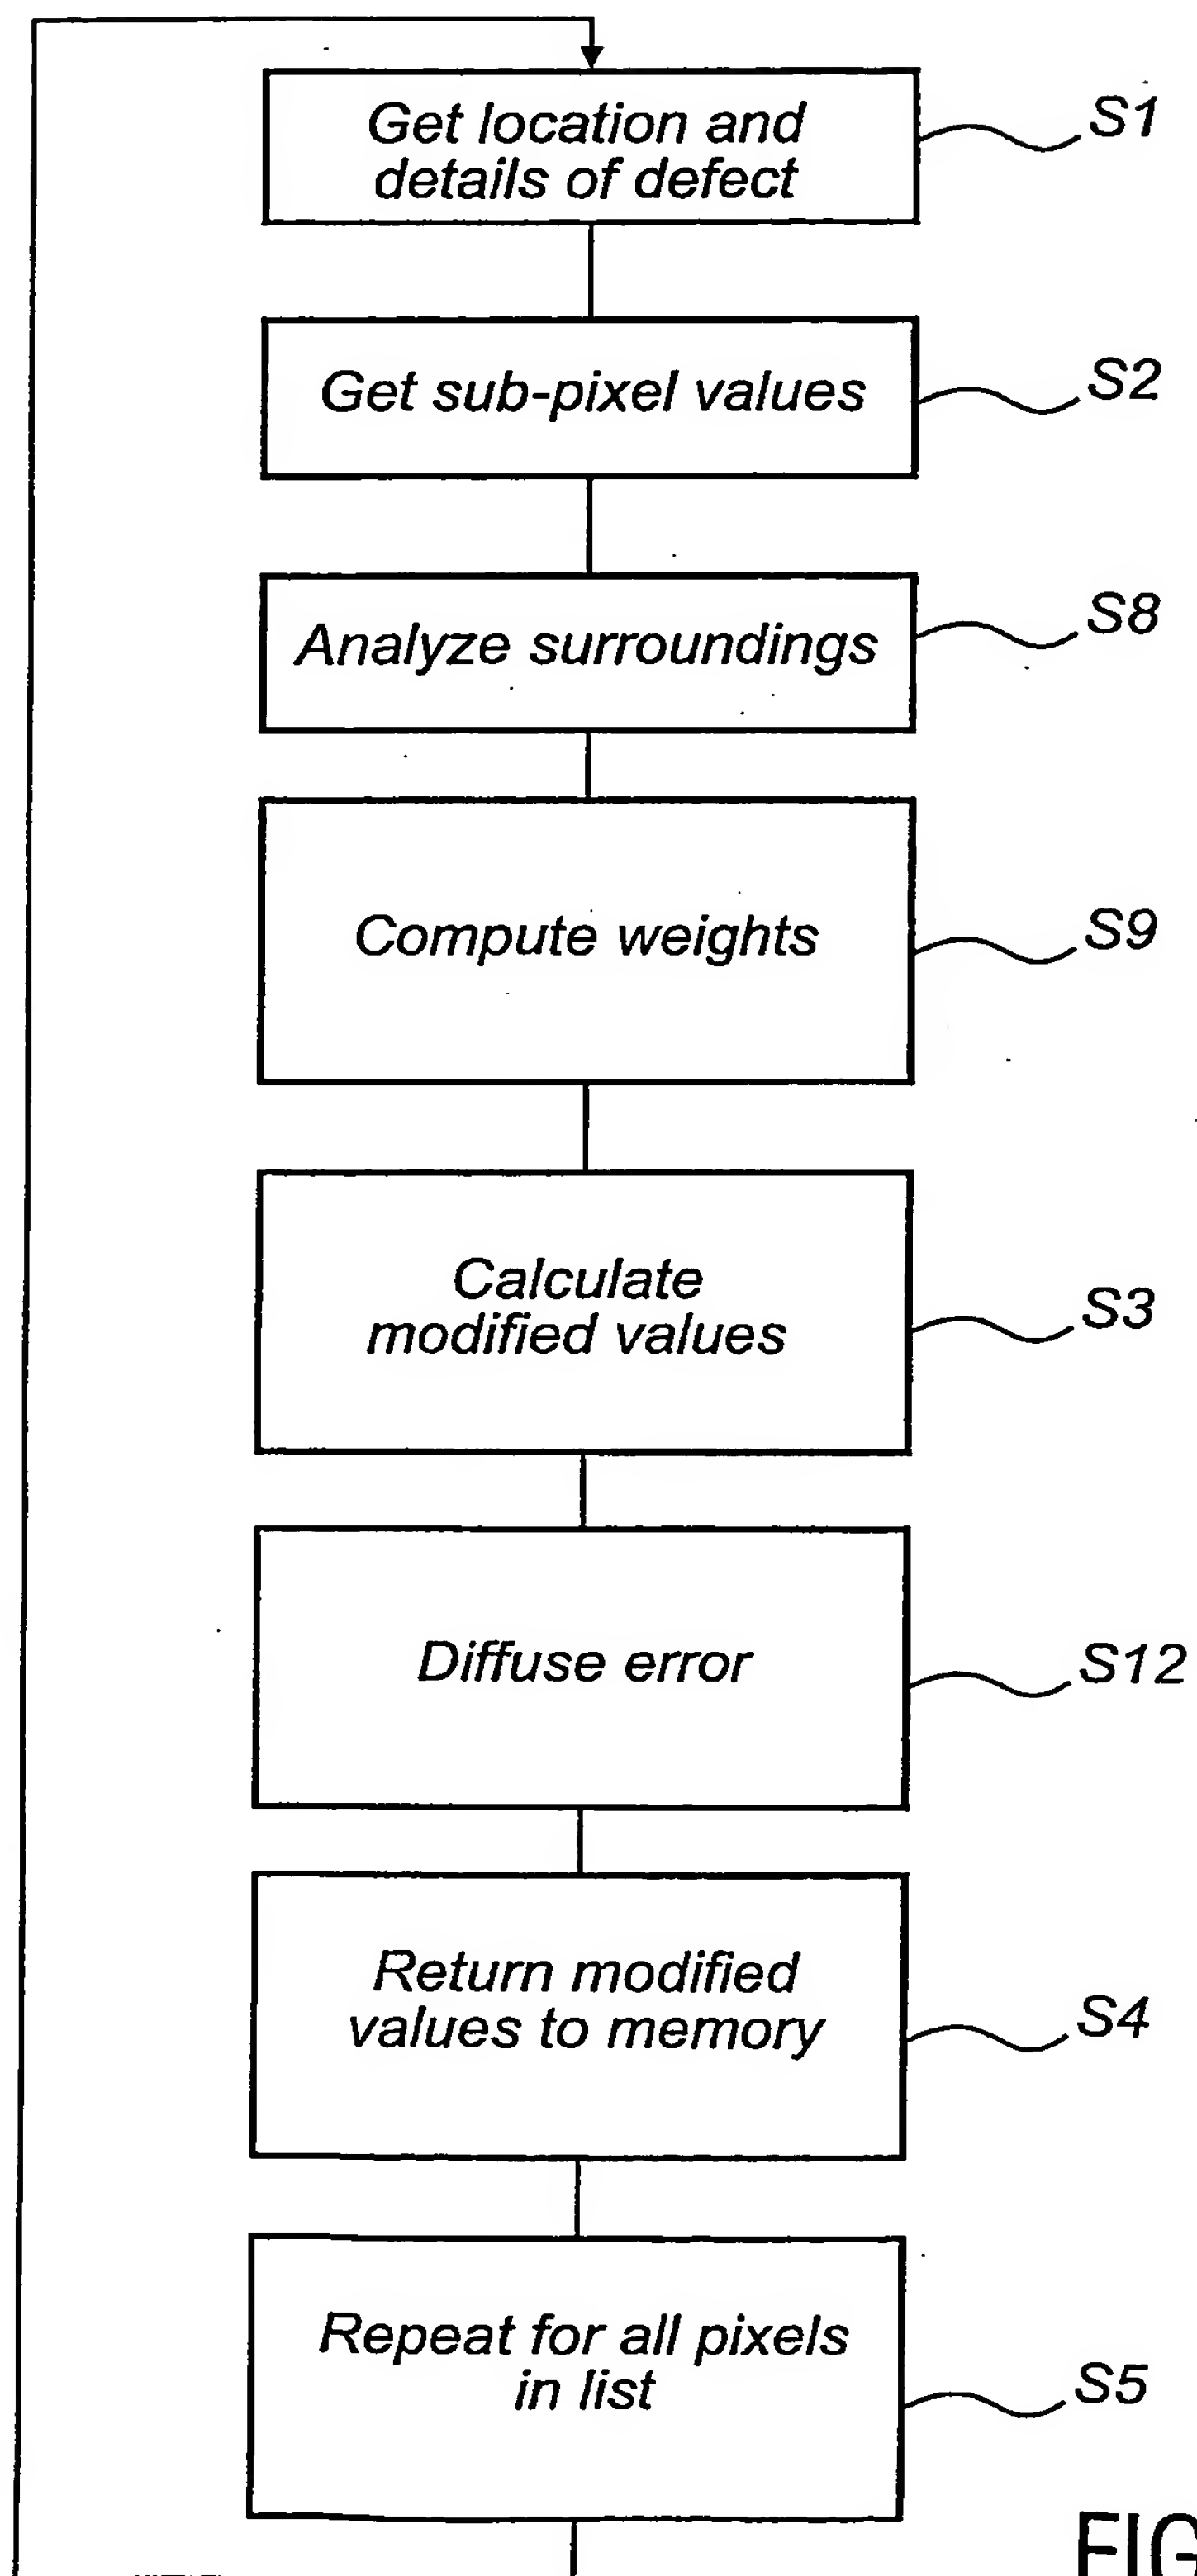 Get location and
details of defect
S1
Get sub-pixel values
S2
Analyze surroundings
S8
Compute weights
S9
Calculate
modified values
S3
Diffuse error
S12
Return modified
values to memory
S4
Repeat for all pixels
in list
S5
FIG